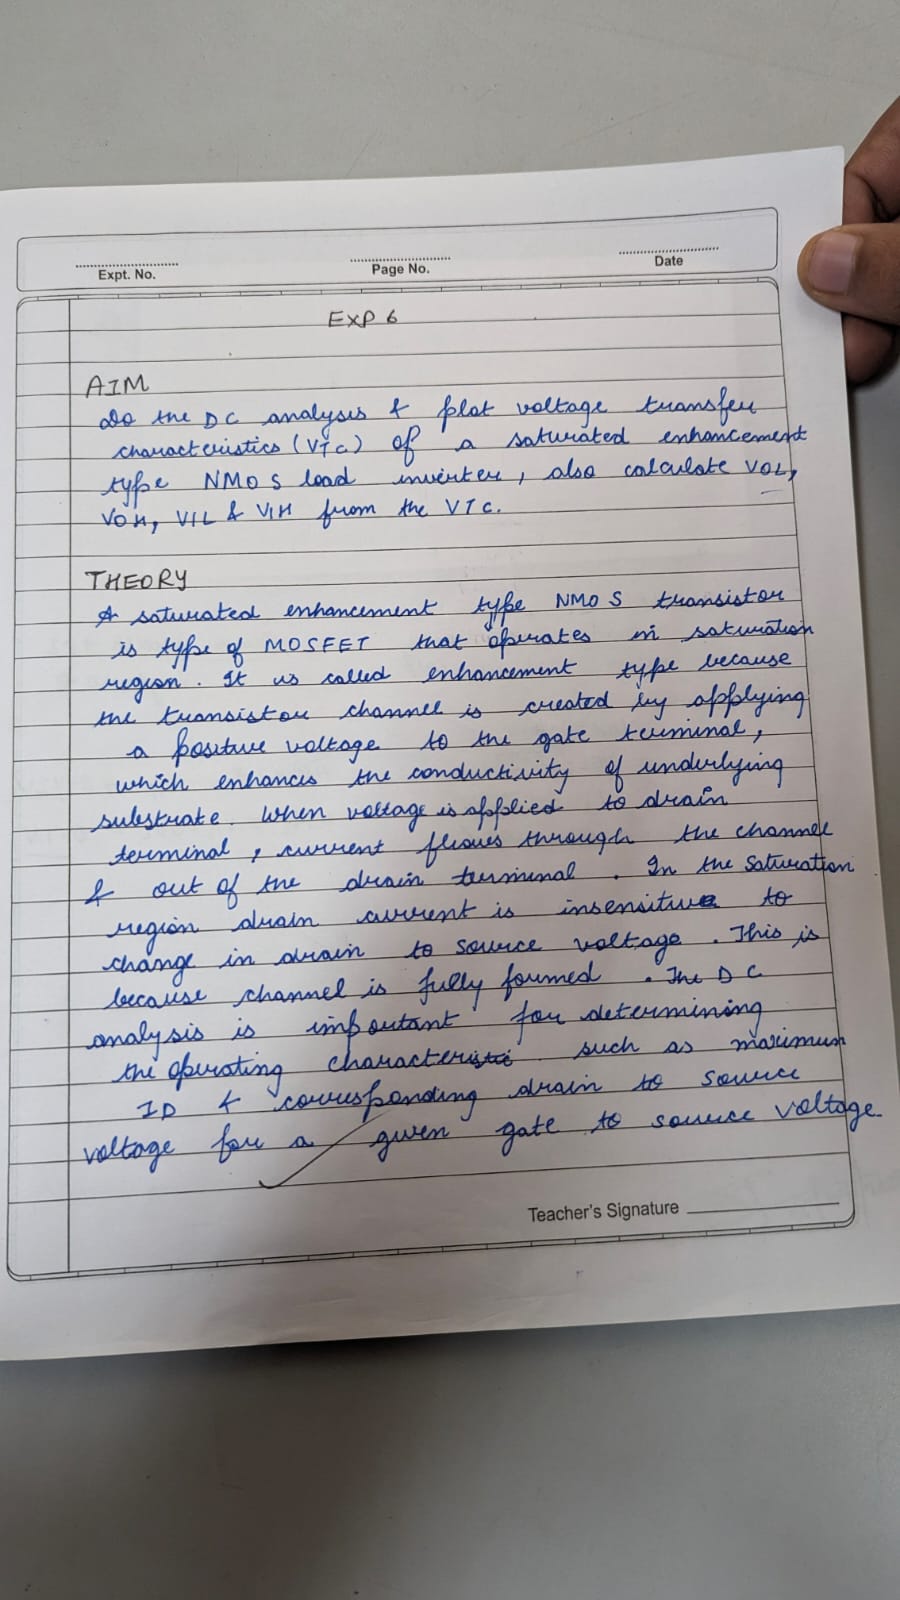 Expt. No.
Page No.
Date
EXP 6
AIM
Do the DC analysis & plot voltage transfer
characteristics (VTC) of a saturated enhancement
type NMOS load inverter, also calculate VOL,
VOH, VIL & VIH from the VTC.
THEORY
A saturated enhancement type NMOS transistor
is type of MOSFET that operates in saturation
region. It is called enhancement type because
the transistor channel is created by applying
a positive voltage to the gate terminal,
which enhances the conductivity of underlying
substrate. When voltage is applied to drain
terminal, current flows through the channel
& out of the drain terminal. In the saturation
region drain current is insensitive to
change in drain to source voltage. This is
because channel is fully formed. The DC
analysis is important for determining
the operating characteristic such as maximum
ID & corresponding drain to source
voltage for a given gate to source voltage
Teacher's Signature